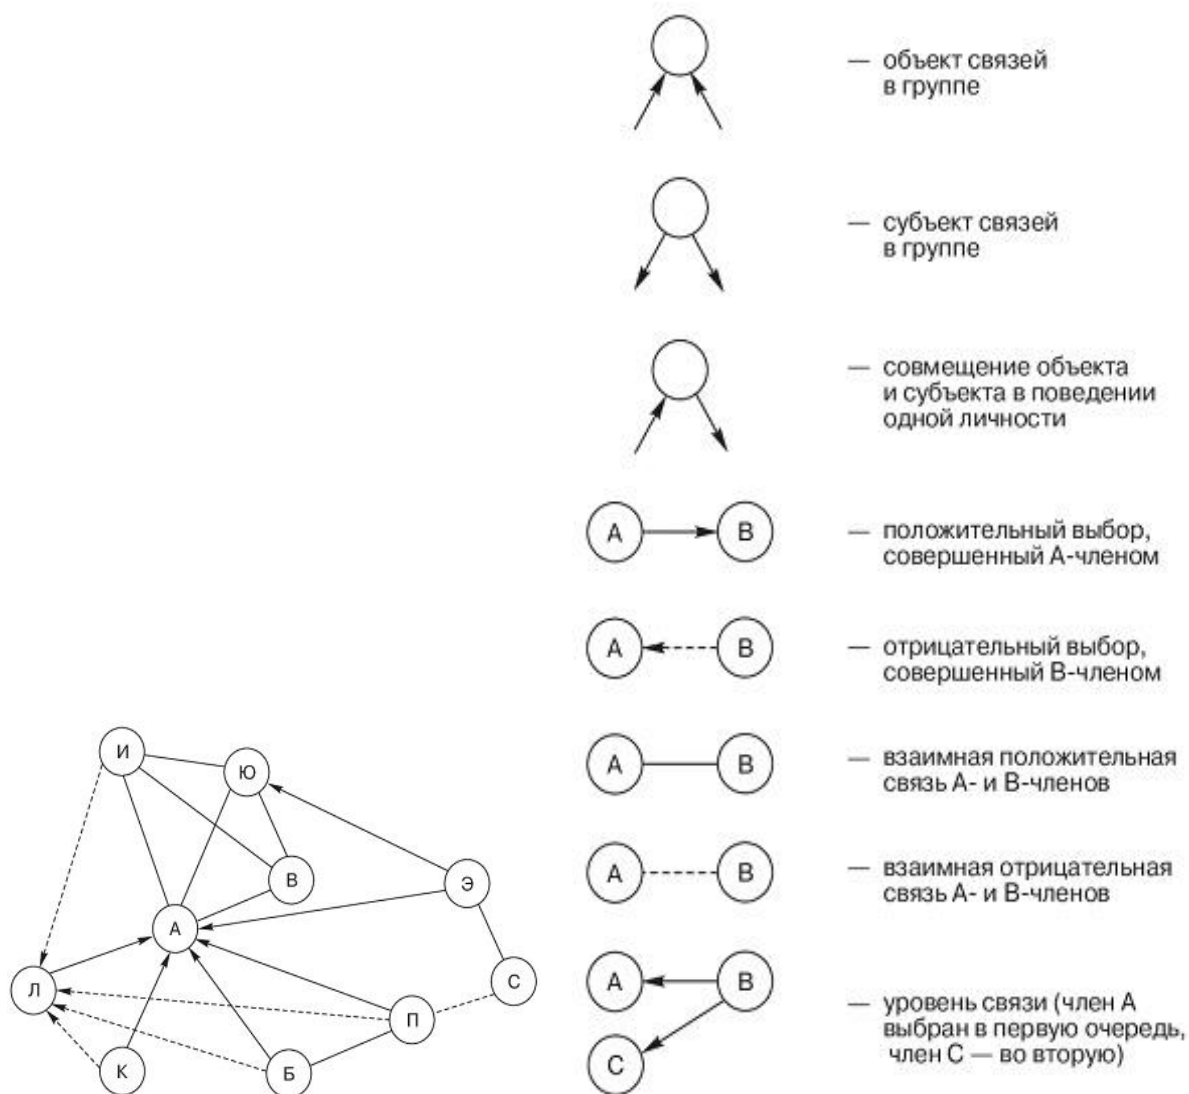 — объект связей
в группе
— субъект связей
в группе
— совмещение объекта
и субъекта в поведении
одной личности
А В — положительный выбор,
совершенный А-членом
А В — отрицательный выбор,
совершенный В-членом
А В — взаимная положительная
связь А- и В-членов
А В — взаимная отрицательная
связь А- и В-членов
А В
С
— уровень связи (член А
выбран в первую очередь,
член С — во вторую)
И
Ю
В
Э
А
С
Л
П
К
Б